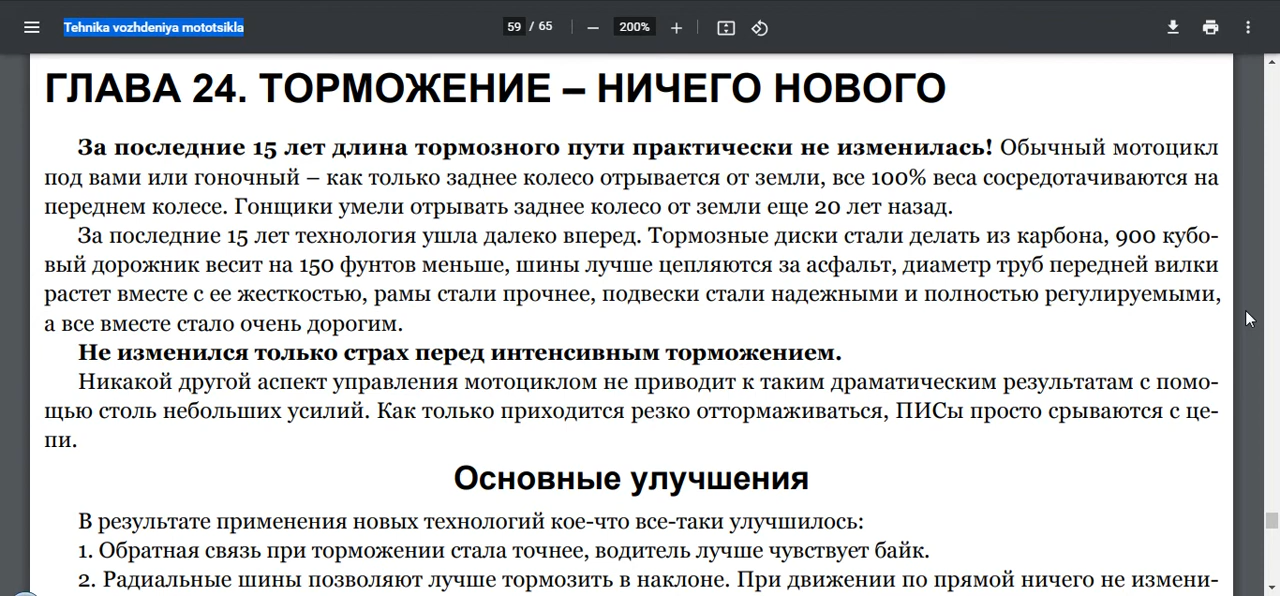 Tehnika vozhdeniya mototsikla
59 / 65
200%
ГЛАВА 24. ТОРМОЖЕНИЕ – НИЧЕГО НОВОГО
За последние 15 лет длина тормозного пути практически не изменилась! Обычный мотоцикл
под вами или гоночный – как только заднее колесо отрывается от земли, все 100% веса сосредотачиваются на
переднем колесе. Гонщики умели отрывать заднее колесо от земли еще 20 лет назад.
За последние 15 лет технология ушла далеко вперед. Тормозные диски стали делать из карбона, 900 кубо-
вый дорожник весит на 150 фунтов меньше, шины лучше цепляются за асфальт, диаметр труб передней вилки
растет вместе с ее жесткостью, рамы стали прочнее, подвески стали надежными и полностью регулируемыми,
а все вместе стало очень дорогим.
Не изменился только страх перед интенсивным торможением.
Никакой другой аспект управления мотоциклом не приводит к таким драматическим результатам с помо-
щью столь небольших усилий. Как только приходится резко оттормаживаться, ПИСы просто срываются с це-
пи.
Основные улучшения
В результате применения новых технологий кое-что все-таки улучшилось:
1. Обратная связь при торможении стала точнее, водитель лучше чувствует байк.
2. Радиальные шины позволяют лучше тормозить в наклоне. При движении по прямой ничего не измени-